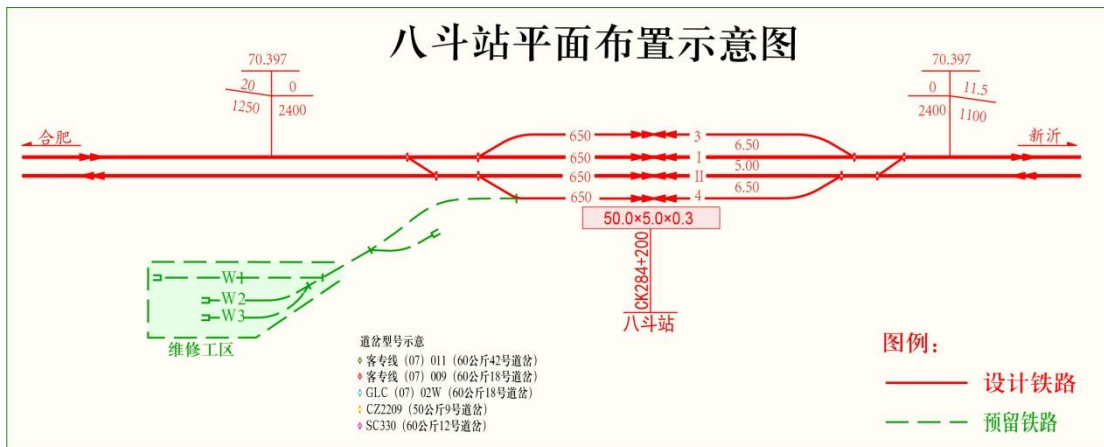 八斗站平面布置示意图
70.397
20 0
1250 2400
70.397
0 11.5
2400 1100
合肥
新沂
650 3
6.50
650 I
5.00
650 II
6.50
650 4
50.0×5.0×0.3
CK284+200
八斗站
W1
W2
W3
维修工区
道岔型号示意
客专线（07）011（60公斤42号道岔）
客专线（07）009（60公斤18号道岔）
GLC（07）02W（60公斤18号道岔）
CZ2209（50公斤9号道岔）
SC330（60公斤12号道岔）
图例：
设计铁路
预留铁路